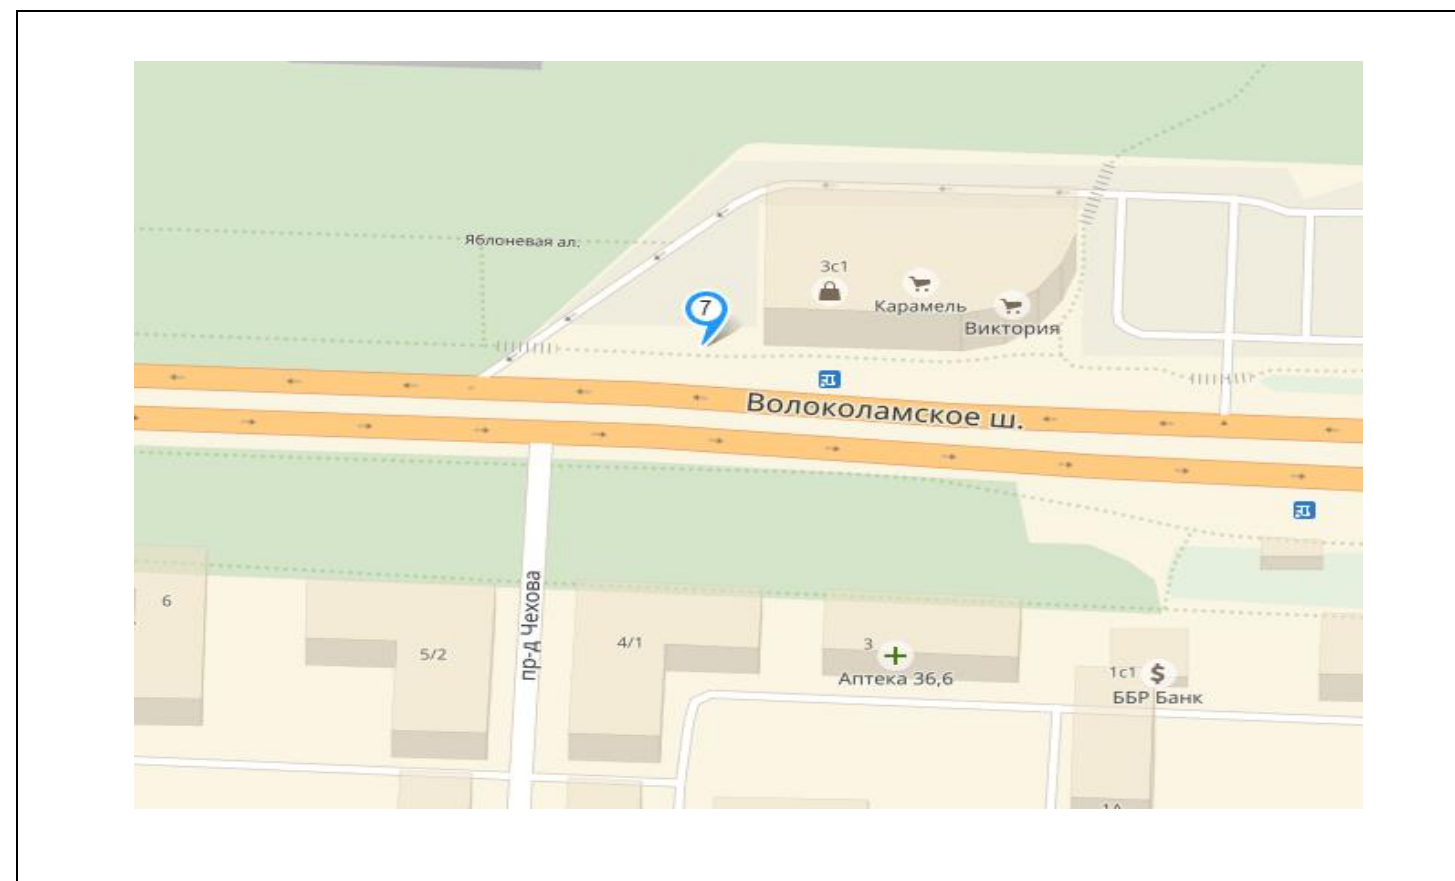 Яблоневая ал.
3с1
Карамель
Виктория
7
Волоколамское ш.
6
5/2
пр-д Чехова
4/1
3
Аптека 36,6
1с1
$
ББР Банк